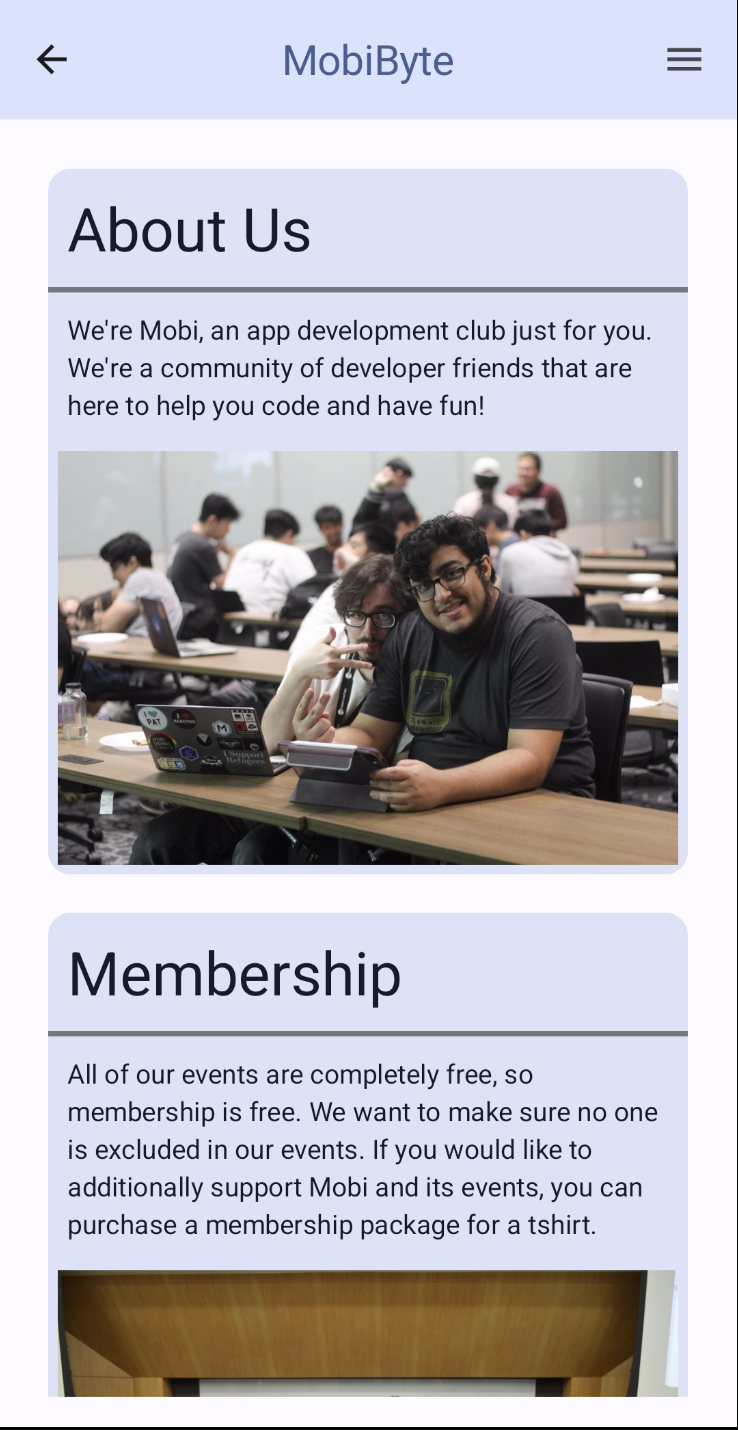 MobiByte
About Us
We're Mobi, an app development club just for you.
We're a community of developer friends that are
here to help you code and have fun!
I
PAT
I
M
I Support
Refugees
Membership
All of our events are completely free, so
membership is free. We want to make sure no one
is excluded in our events. If you would like to
additionally support Mobi and its events, you can
purchase a membership package for a tshirt.